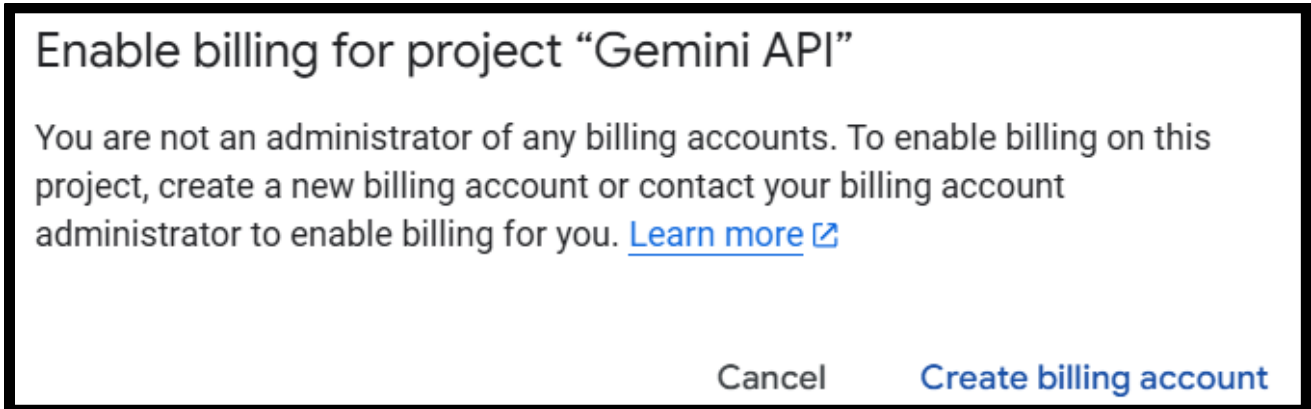 Enable billing for project “Gemini API”
You are not an administrator of any billing accounts. To enable billing on this
project, create a new billing account or contact your billing account
administrator to enable billing for you. Learn more
Cancel Create billing account